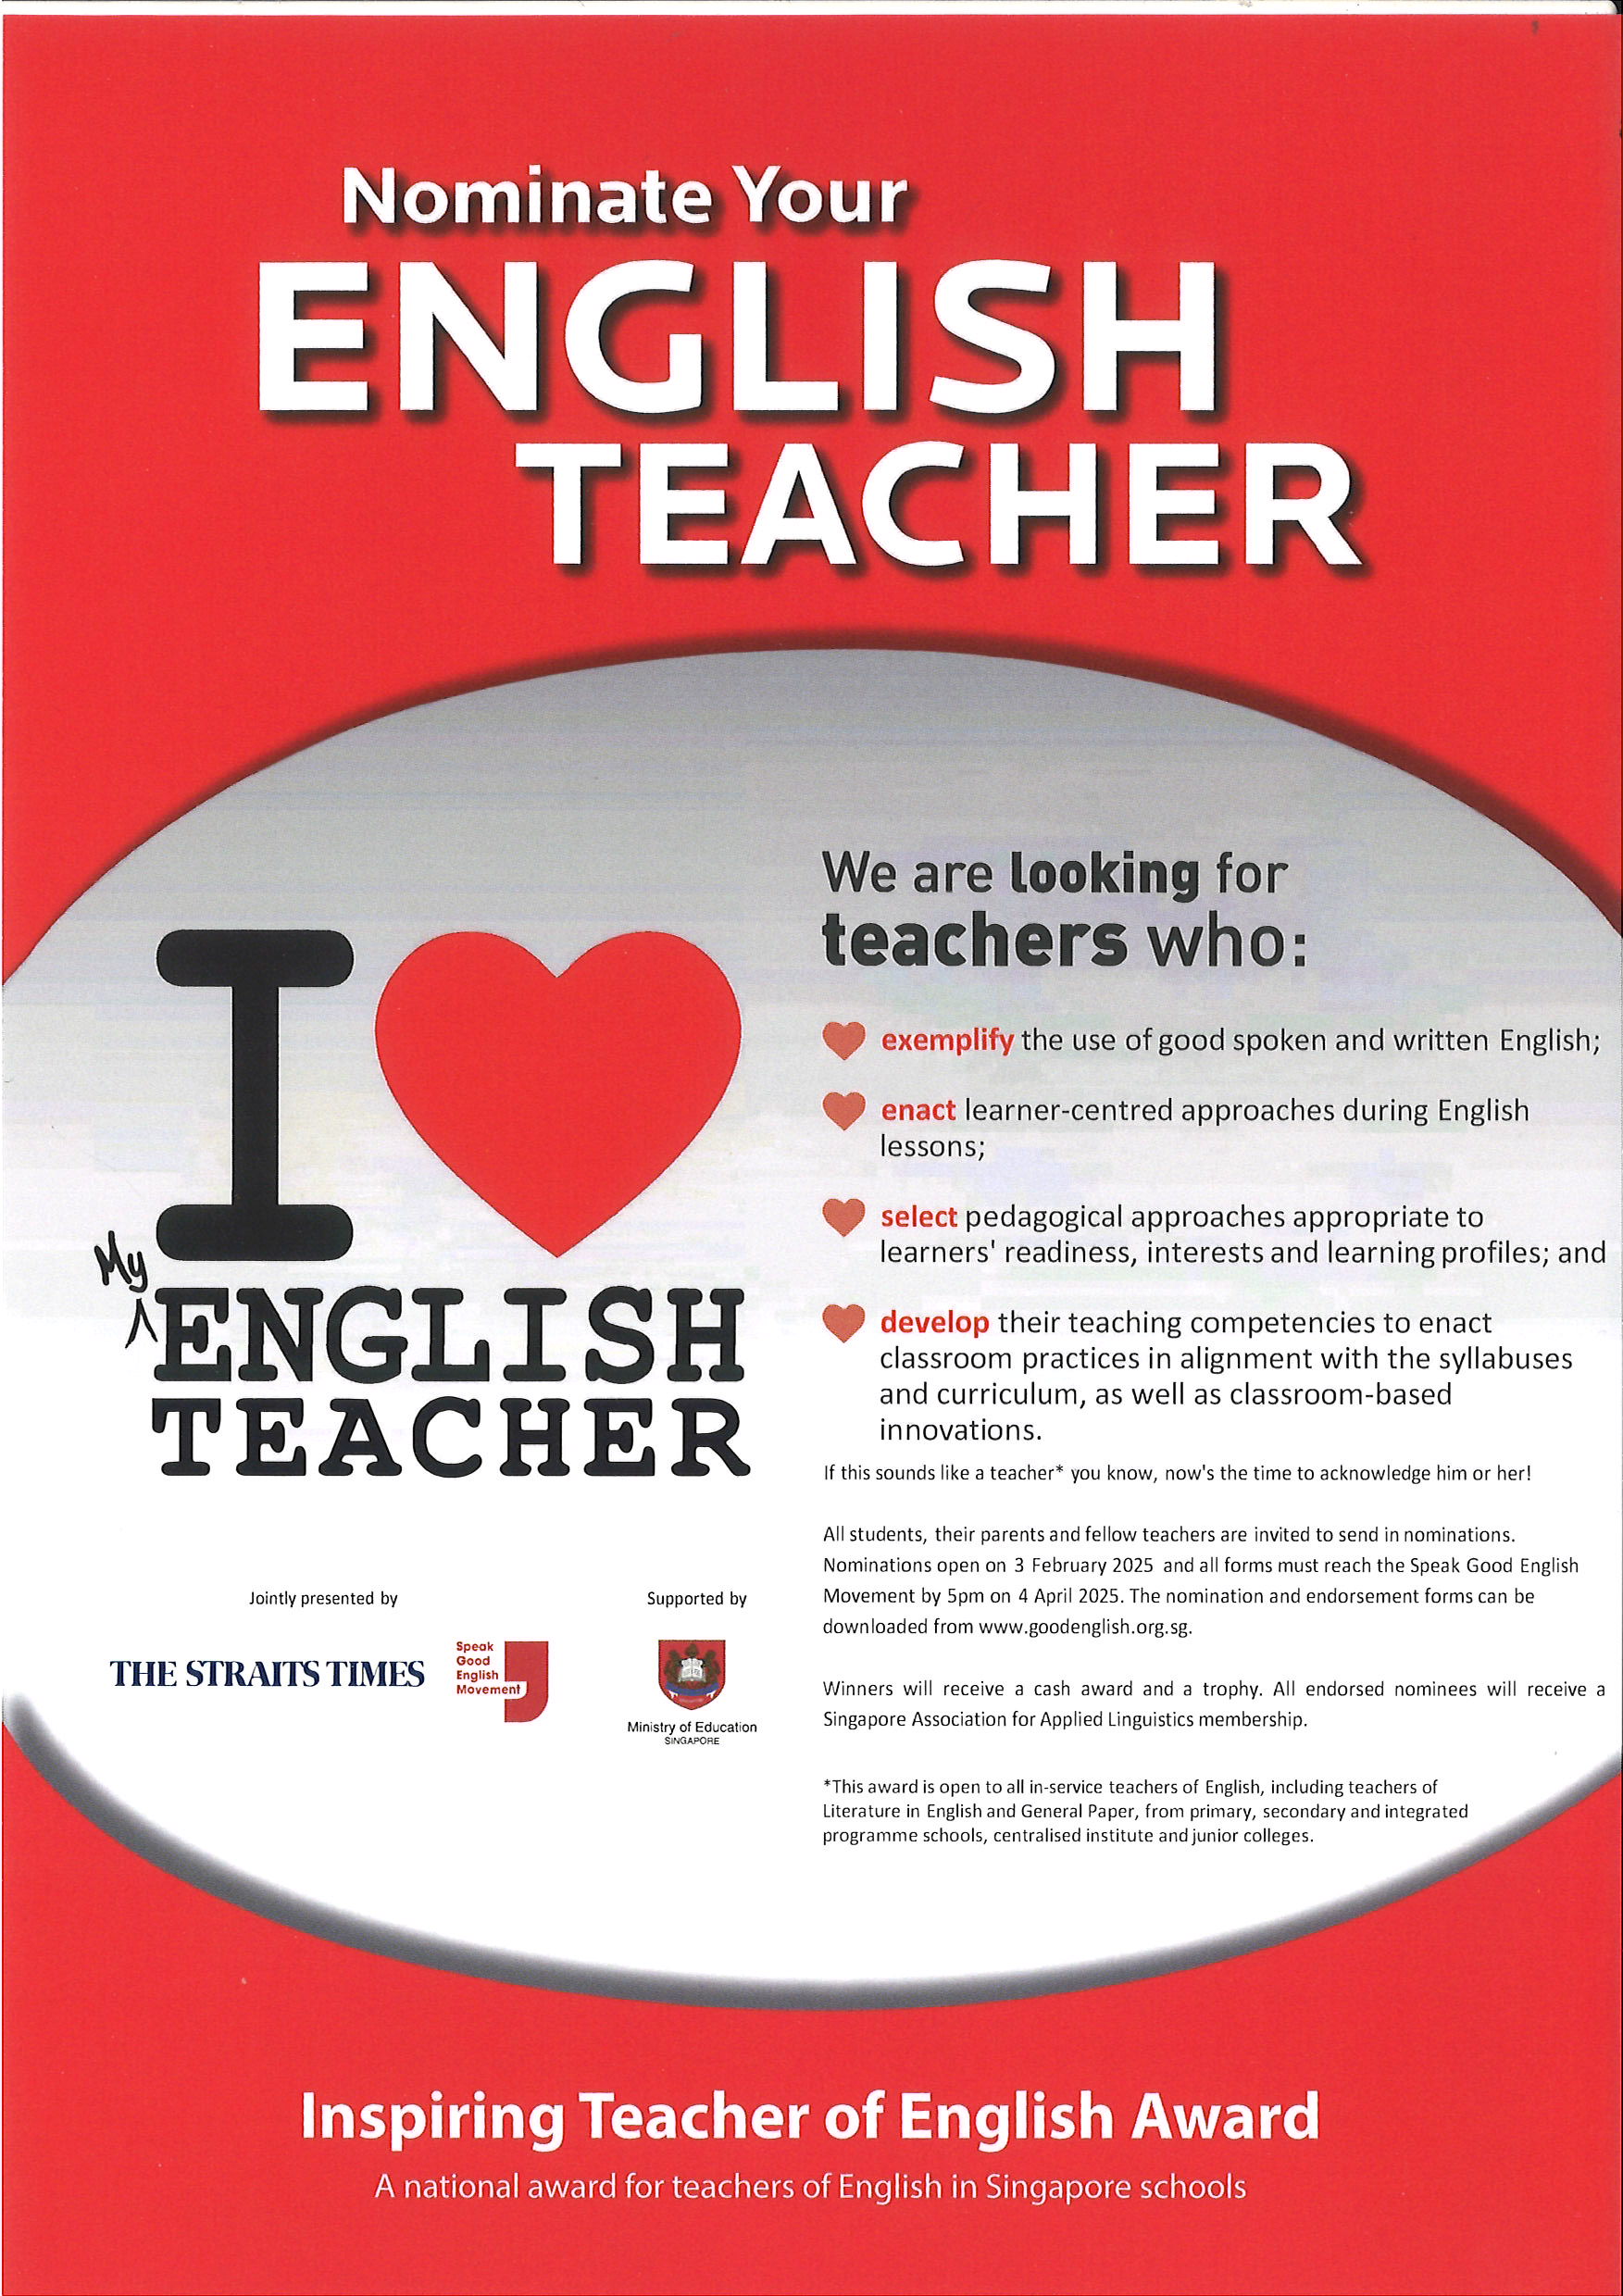 Nominate Your
ENGLISH
TEACHER
I
My
ENGLISH
TEACHER
We are looking for
teachers who:
exemplify the use of good spoken and written English;
enact learner-centred approaches during English
lessons;
select pedagogical approaches appropriate to
learners' readiness, interests and learning profiles; and
develop their teaching competencies to enact
classroom practices in alignment with the syllabuses
and curriculum, as well as classroom-based
innovations.
If this sounds like a teacher* you know, now's the time to acknowledge him or her!
All students, their parents and fellow teachers are invited to send in nominations.
Nominations open on 3 February 2025 and all forms must reach the Speak Good English
Movement by 5pm on 4 April 2025. The nomination and endorsement forms can be
downloaded from www.goodenglish.org.sg.
Winners will receive a cash award and a trophy. All endorsed nominees will receive a
Singapore Association for Applied Linguistics membership.
*This award is open to all in-service teachers of English, including teachers of
Literature in English and General Paper, from primary, secondary and integrated
programme schools, centralised institute and junior colleges.
Jointly presented by
THE STRAITS TIMES
Speak
Good
English
Movement
Supported by
Ministry of Education
SINGAPORE
Inspiring Teacher of English Award
A national award for teachers of English in Singapore schools